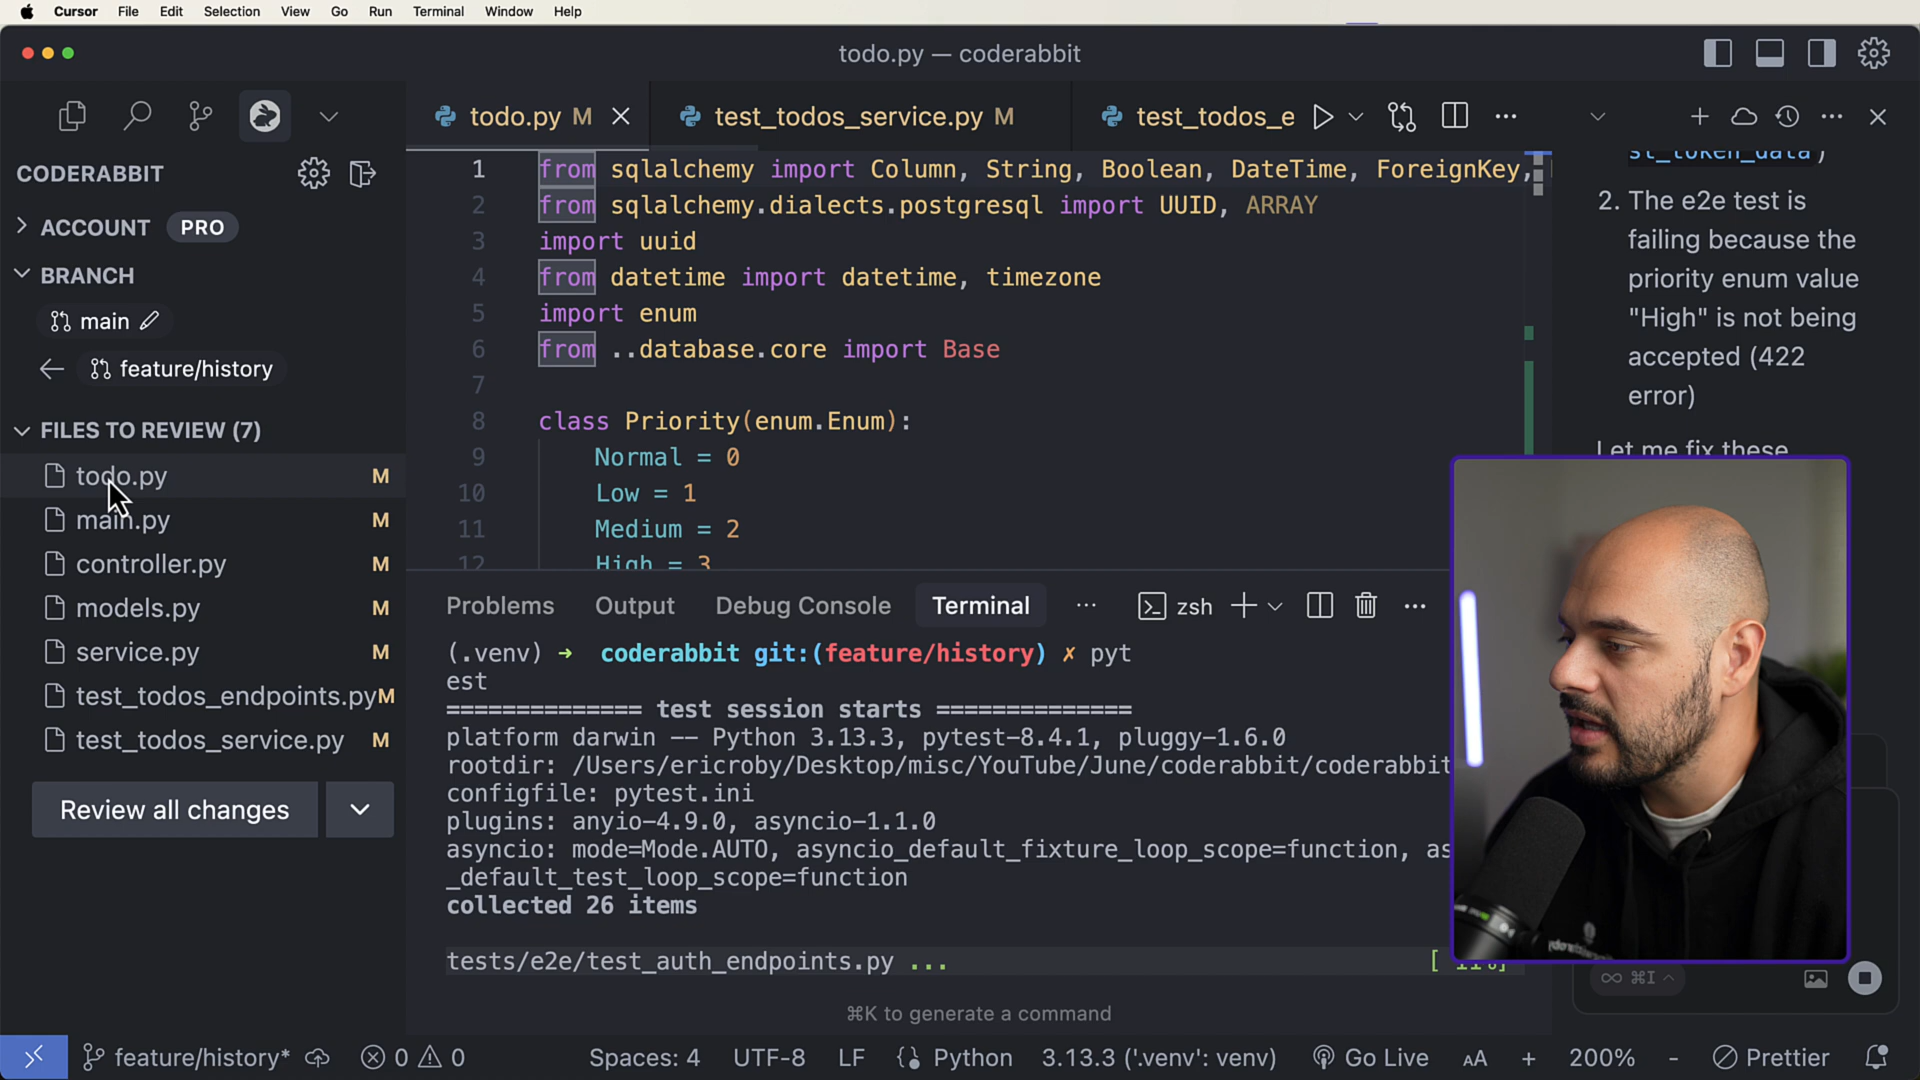 Cursor File Edit Selection View Go Run Terminal Window Help
todo.py — coderabbit
CODERABBIT
ACCOUNT PRO
BRANCH
main
feature/history
FILES TO REVIEW (7)
todo.py M
main.py M
controller.py M
models.py M
service.py M
test_todos_endpoints.py M
test_todos_service.py M
Review all changes
todo.py M
test_todos_service.py M
test_todos_e
1 from sqlalchemy import Column, String, Boolean, DateTime, ForeignKey,
2 from sqlalchemy.dialects.postgresql import UUID, ARRAY
3 import uuid
4 from datetime import datetime, timezone
5 import enum
6 from ..database.core import Base
7
8 class Priority(enum.Enum):
9 Normal = 0
10 Low = 1
11 Medium = 2
12 High = 3
Problems Output Debug Console Terminal ··· zsh
(.venv) ➜ coderabbit git:(feature/history) ✗ pyt
est
============== test session starts ==============
platform darwin -- Python 3.13.3, pytest-8.4.1, pluggy-1.6.0
rootdir: /Users/ericroby/Desktop/misc/YouTube/June/coderabbit/coderabbit
configfile: pytest.ini
plugins: anyio-4.9.0, asyncio-1.1.0
asyncio: mode=Mode.AUTO, asyncio_default_fixture_loop_scope=function, as
_default_test_loop_scope=function
collected 26 items
tests/e2e/test_auth_endpoints.py ... [ 11%]
⌘K to generate a command
st_token_data )
2. The e2e test is
failing because the
priority enum value
"High" is not being
accepted (422
error)
Let me fix these
∞ ⌘I
feature/history* 0 0 Spaces: 4 UTF-8 LF Python 3.13.3 ('.venv': venv) Go Live AA + 200% - Prettier